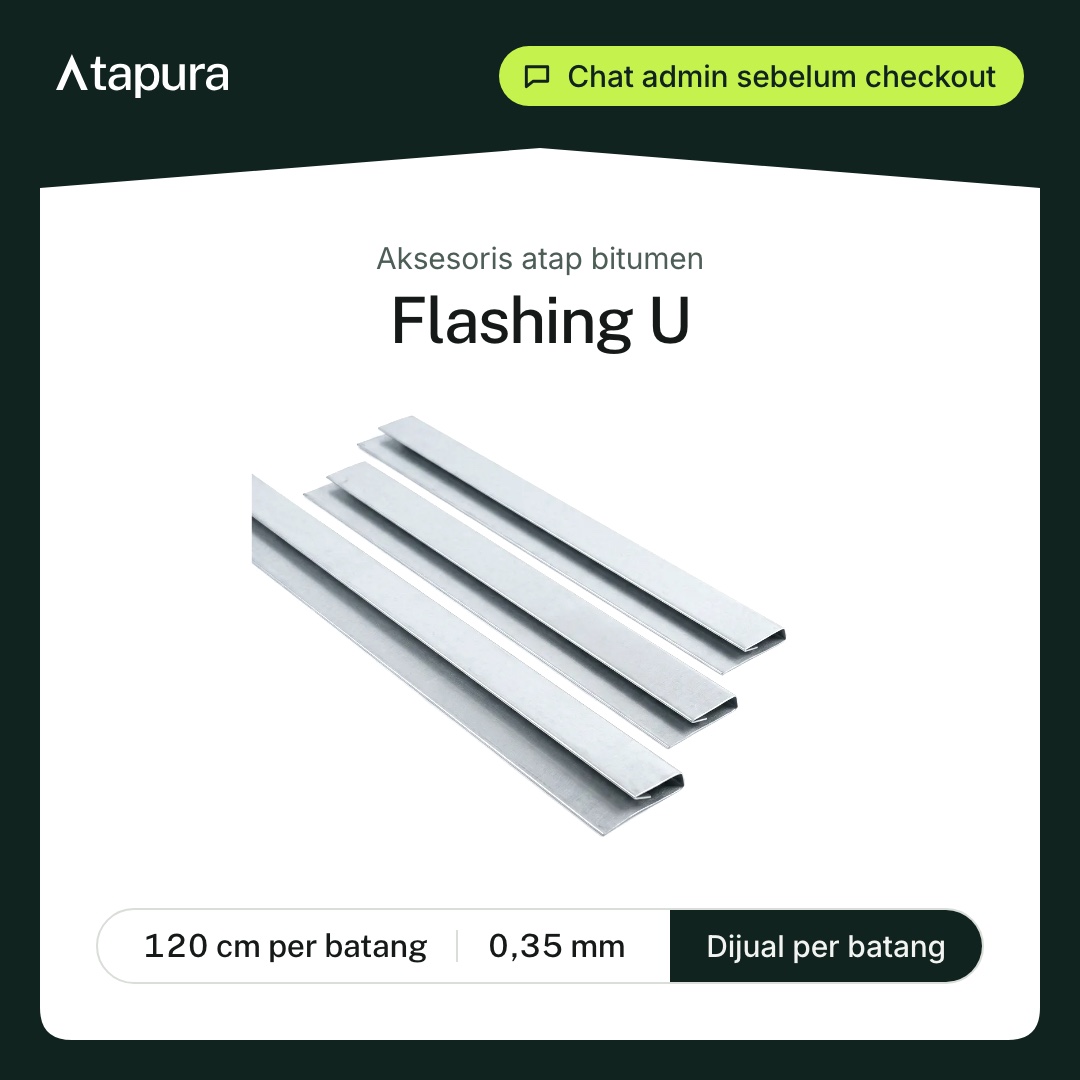 Atapura
Chat admin sebelum checkout
Aksesoris atap bitumen
Flashing U
120 cm per batang
0,35 mm
Dijual per batang